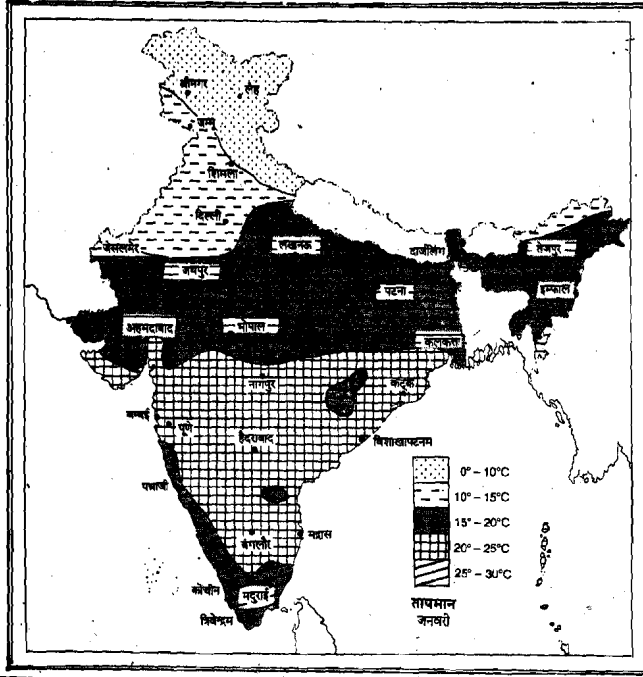 श्रीनगर
लेह
जम्मू
शिमला
दिल्ली
जैसलमेर
जयपुर
लखनऊ
दार्जीलिंग
तेजपुर
पटना
इम्फाल
अहमदाबाद
भोपाल
कलकत्ता
नागपुर
कटक
बम्बई
पूणे
हैदराबाद
विशाखापटनम
पणजी
बंगलौर
मद्रास
कोचीन
मदुराई
त्रिवेन्द्रम
0° – 10°C
10° – 15°C
15° – 20°C
20° – 25°C
25° – 30°C
तापमान
जनवरी